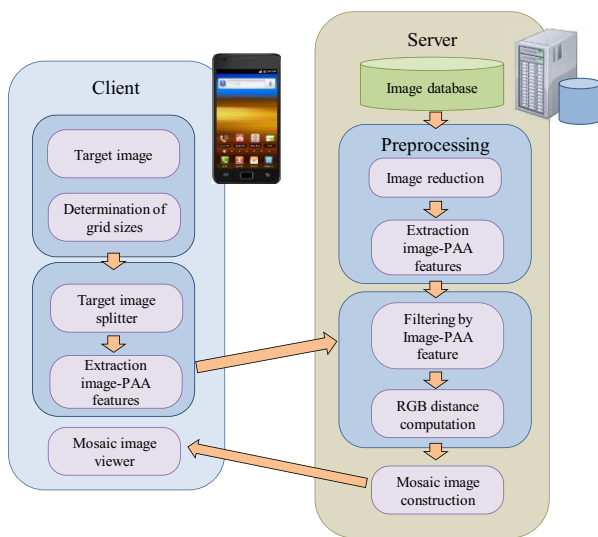 Client
Target image
Determination of
grid sizes
Target image
splitter
Extraction
image-PAA
features
Mosaic image
viewer
Server
Image database
Preprocessing
Image reduction
Extraction
image-PAA
features
Filtering by
Image-PAA
feature
RGB distance
computation
Mosaic image
construction